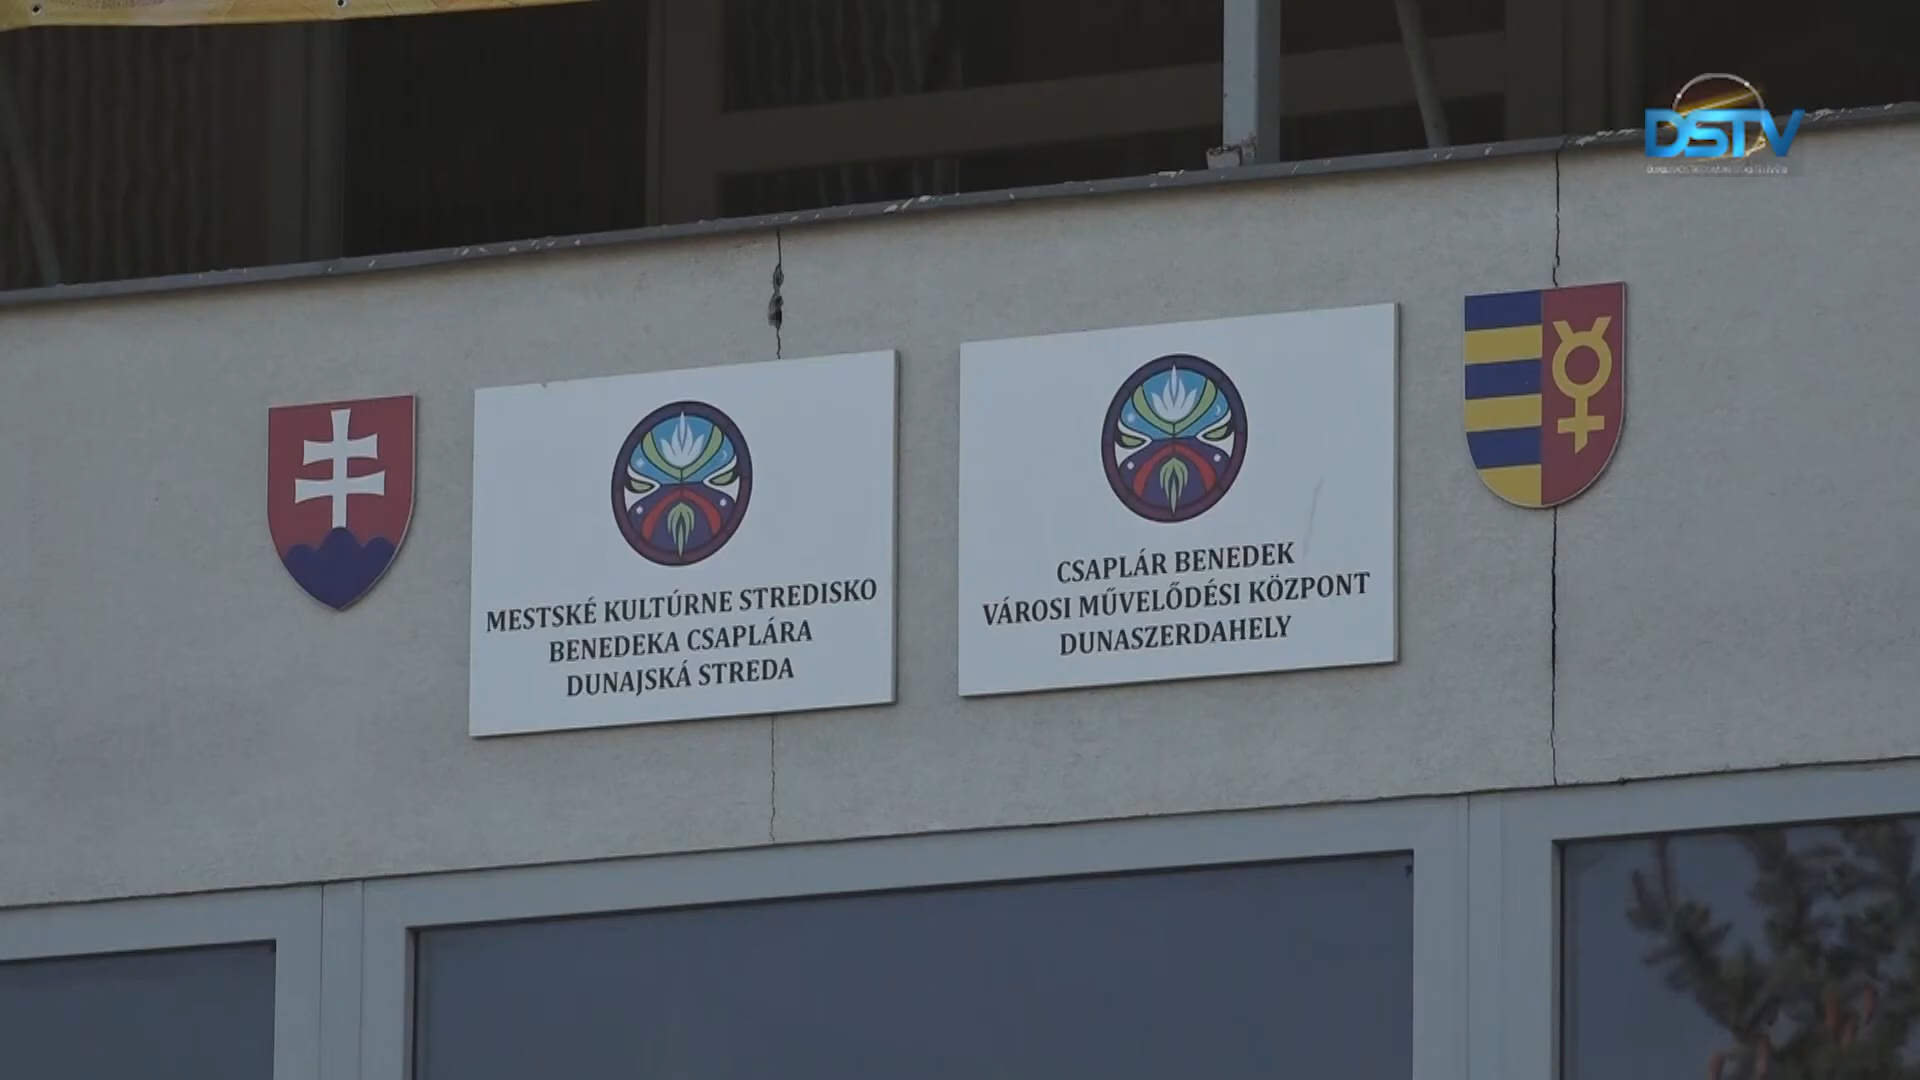 DSTV
MESTSKÉ KULTÚRNE STREDISKO
BENEDEKA CSAPLÁRA
DUNAJSKÁ STREDA
CSAPLÁR BENEDEK
VÁROSI MŰVELŐDÉSI KÖZPONT
DUNASZERDAHELY